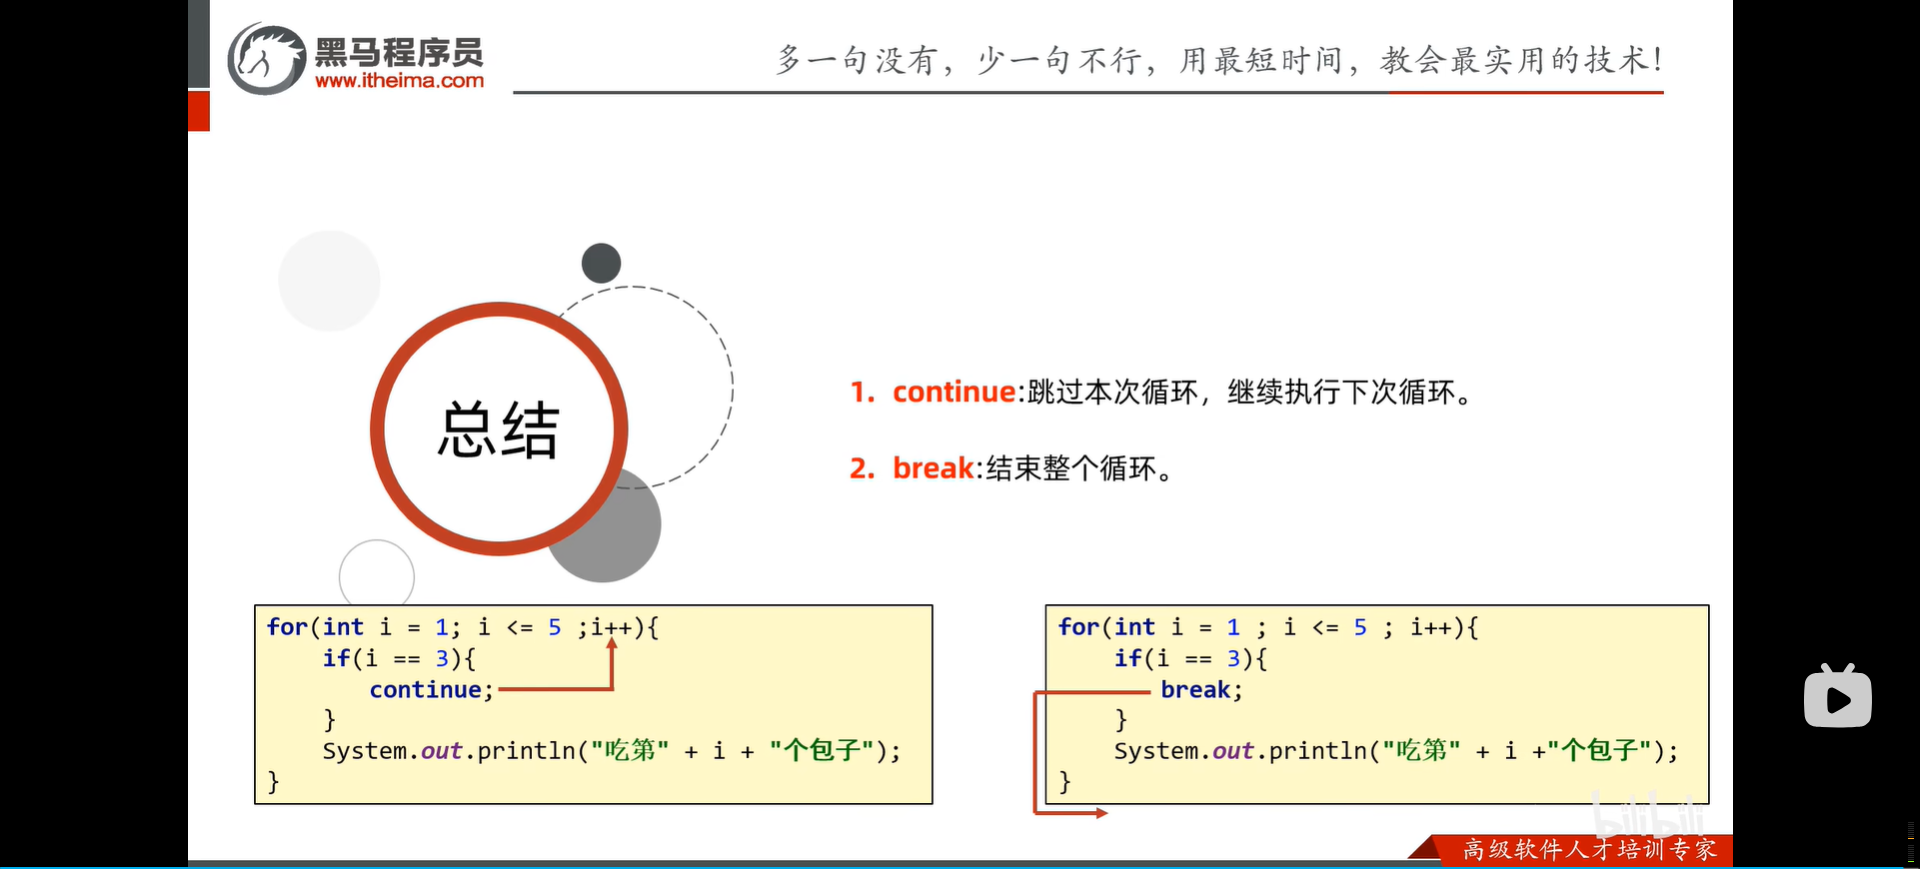 黑马程序员
www.itheima.com
多一句没有，少一句不行，用最短时间，教会最实用的技术！
总结
1. continue:跳过本次循环，继续执行下次循环。
2. break:结束整个循环。
for(int i = 1; i <= 5 ;i++){
    if(i == 3){
        continue;
    }
    System.out.println("吃第" + i + "个包子");
}
for(int i = 1 ; i <= 5 ; i++){
    if(i == 3){
        break;
    }
    System.out.println("吃第" + i +"个包子");
}
bilibili
高级软件人才培训专家